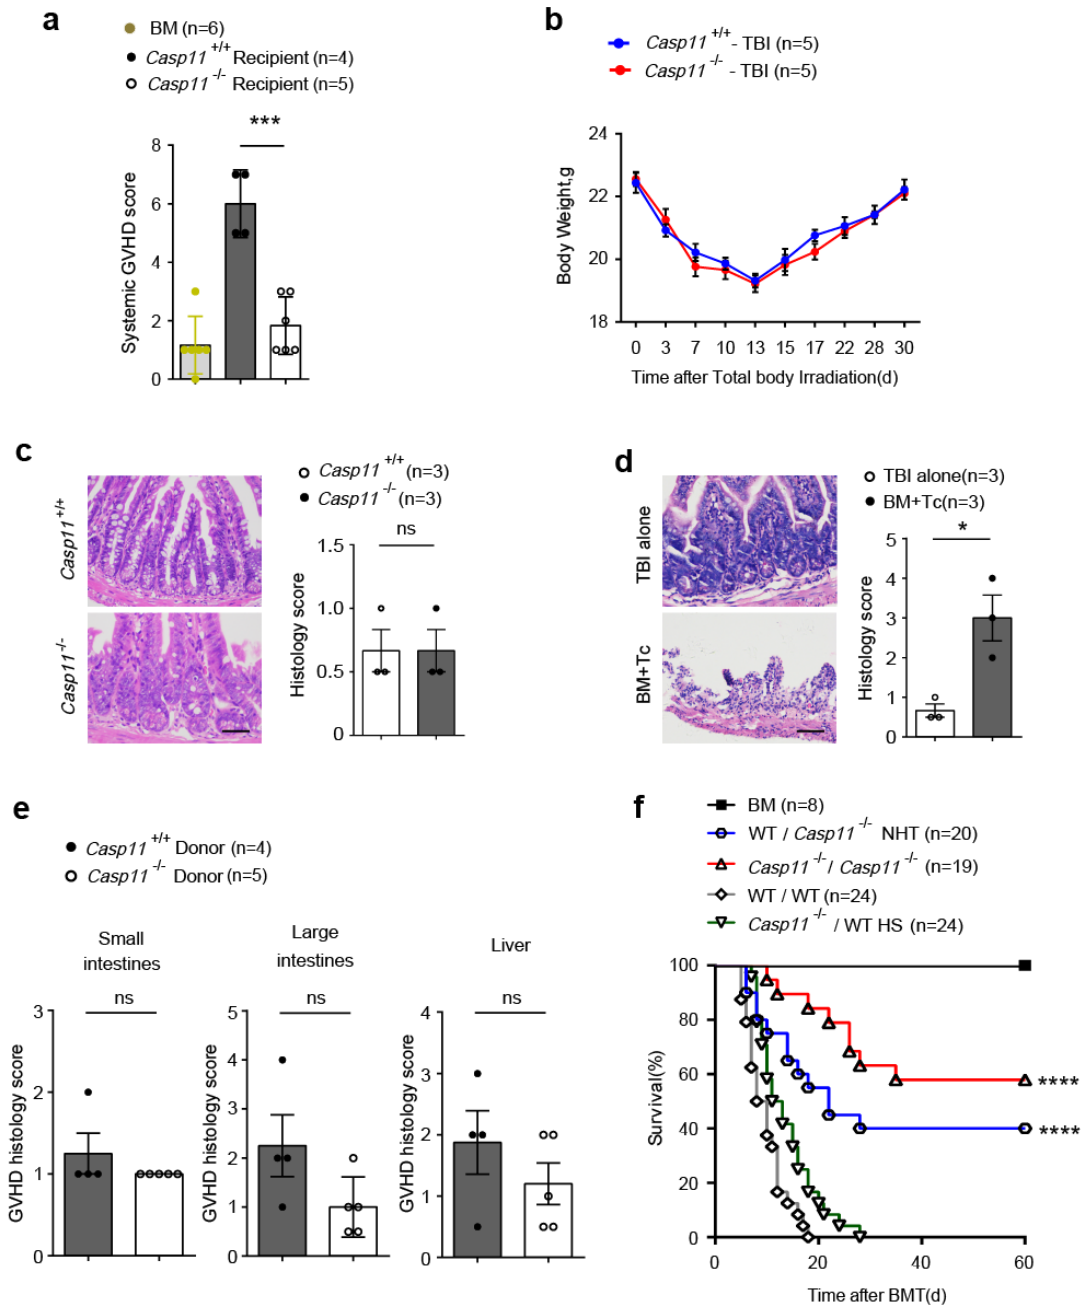 a
BM (n=6)
Casp11 +/+ Recipient (n=4)
Casp11 -/- Recipient (n=5)
***
8
6
4
2
0
Systemic GVHD score
b
Casp11 +/+ - TBI (n=5)
Casp11 -/- - TBI (n=5)
24
22
20
18
Body Weight,g
0 3 7 10 13 15 17 22 28 30
Time after Total body Irradiation(d)
c
Casp11+/+
Casp11-/-
Casp11 +/+ (n=3)
Casp11 -/- (n=3)
ns
1.5
1.0
0.5
0
Histology score
d
TBI alone
BM+Tc
TBI alone(n=3)
BM+Tc(n=3)
*
5
4
3
2
1
0
Histology score
e
Casp11 +/+ Donor (n=4)
Casp11 -/- Donor (n=5)
Small
intestines
ns
3
2
1
0
GVHD histology score
Large
intestines
ns
5
4
3
2
1
0
GVHD histology score
Liver
ns
4
3
2
1
0
GVHD histology score
f
BM (n=8)
WT / Casp11 -/- NHT (n=20)
Casp11 -/- / Casp11 -/- (n=19)
WT / WT (n=24)
Casp11 -/- / WT HS (n=24)
100
80
60
40
20
0
Survival(%)
****
****
0 20 40 60
Time after BMT(d)